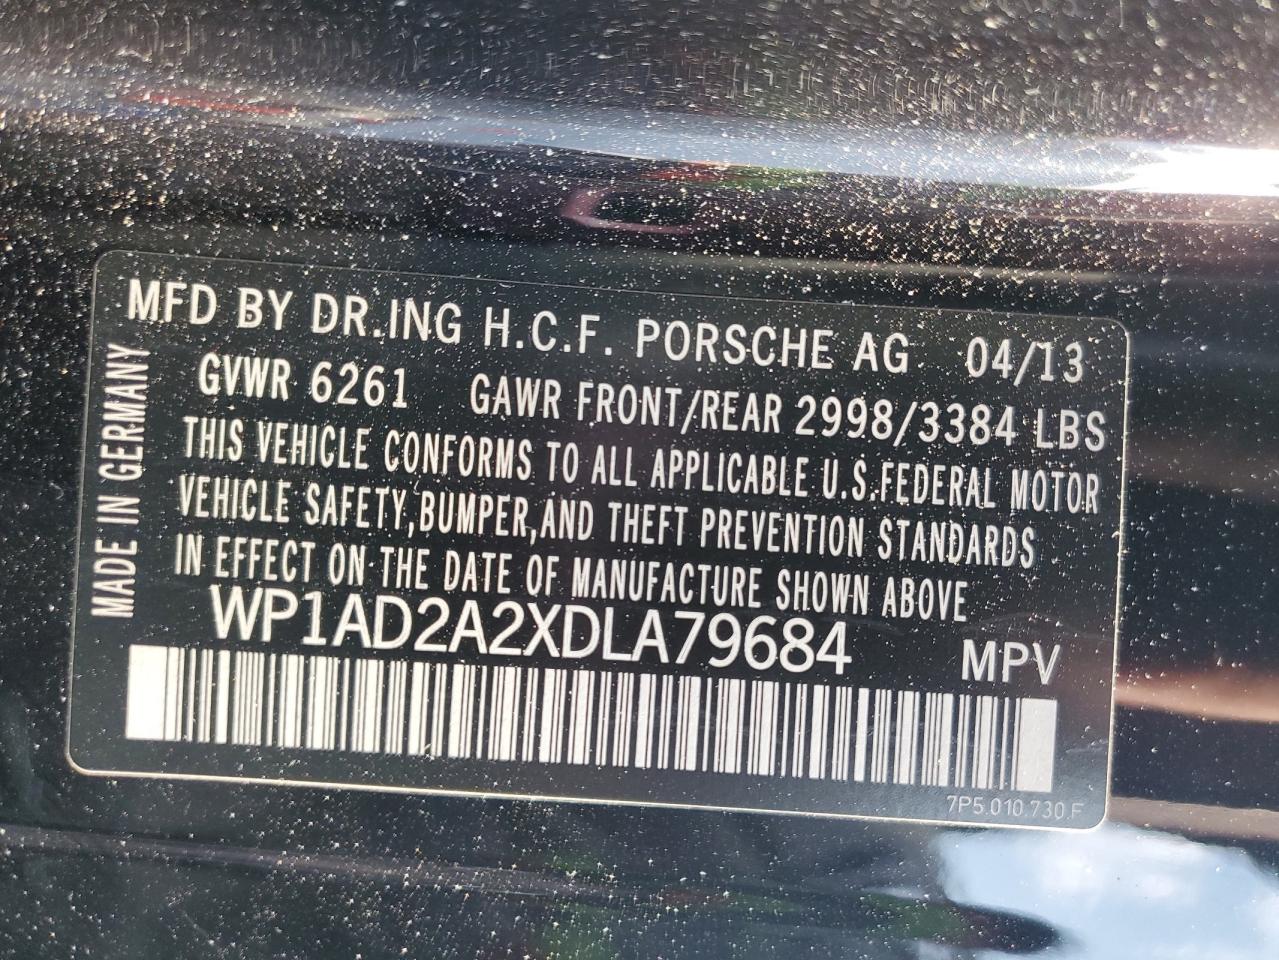 MFD BY DR.ING H.C.F. PORSCHE AG 04/13
GVWR 6261 GAWR FRONT/REAR 2998/3384 LBS
THIS VEHICLE CONFORMS TO ALL APPLICABLE U.S.FEDERAL MOTOR
VEHICLE SAFETY,BUMPER,AND THEFT PREVENTION STANDARDS
IN EFFECT ON THE DATE OF MANUFACTURE SHOWN ABOVE
WP1AD2A2XDLA79684 MPV
7P5.010.730.F
MADE IN GERMANY